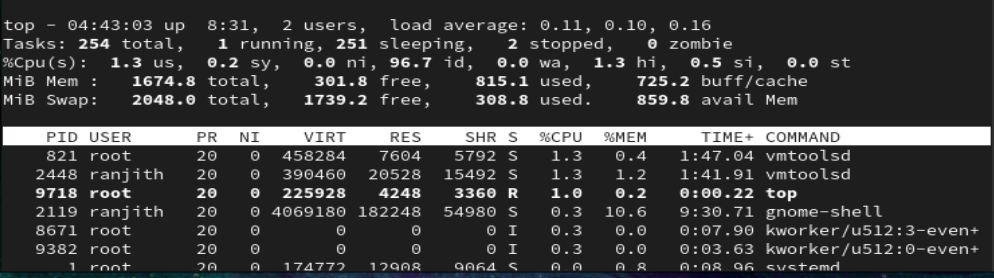 top - 04:43:03 up  8:31,  2 users,  load average: 0.11, 0.10, 0.16
Tasks: 254 total,   1 running, 251 sleeping,   2 stopped,   0 zombie
%Cpu(s):  1.3 us,  0.2 sy,  0.0 ni, 96.7 id,  0.0 wa,  1.3 hi,  0.5 si,  0.0 st
MiB Mem :   1674.8 total,    301.8 free,    815.1 used,    725.2 buff/cache
MiB Swap:   2048.0 total,   1739.2 free,    308.8 used.    859.8 avail Mem
PID USER      PR  NI    VIRT    RES    SHR S  %CPU  %MEM     TIME+ COMMAND
821 root      20   0  458284   7604   5792 S   1.3   0.4   1:47.04 vmtoolsd
2448 ranjith   20   0  390460  20528  15492 S   1.3   1.2   1:41.91 vmtoolsd
9718 root      20   0  225928   4248   3360 R   1.0   0.2   0:00.22 top
2119 ranjith   20   0 4069180 182248  54980 S   0.3  10.6   9:30.71 gnome-shell
8671 root      20   0       0      0      0 I   0.3   0.0   0:07.90 kworker/u512:3-even+
9382 root      20   0       0      0      0 I   0.3   0.0   0:03.63 kworker/u512:0-even+
1 root      20   0  174772  12908   9064 S   0.0   0.8   0:08.96 systemd